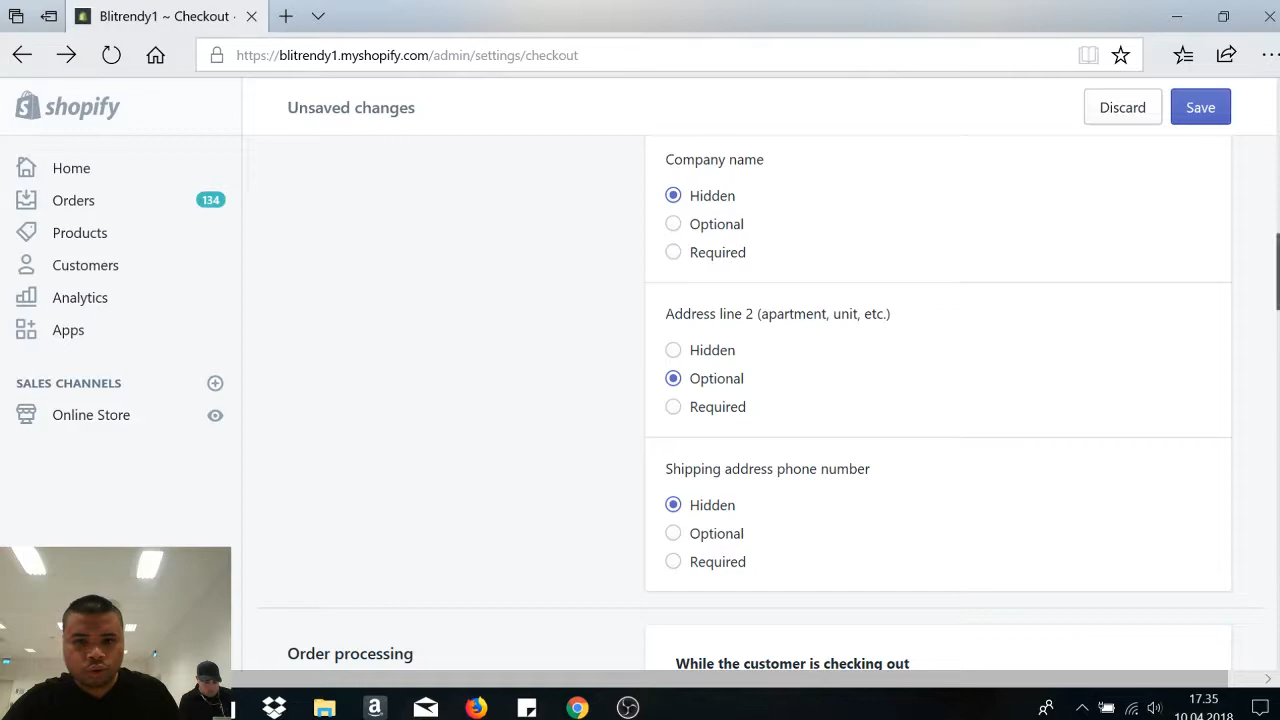 Blitrendy1 ~ Checkout
https://blitrendy1.myshopify.com/admin/settings/checkout
shopify
Unsaved changes
Discard
Save
Home
Orders
134
Products
Customers
Analytics
Apps
SALES CHANNELS
Online Store
Company name
Hidden
Optional
Required
Address line 2 (apartment, unit, etc.)
Hidden
Optional
Required
Shipping address phone number
Hidden
Optional
Required
Order processing
While the customer is checking out
17.35
10.04.2018